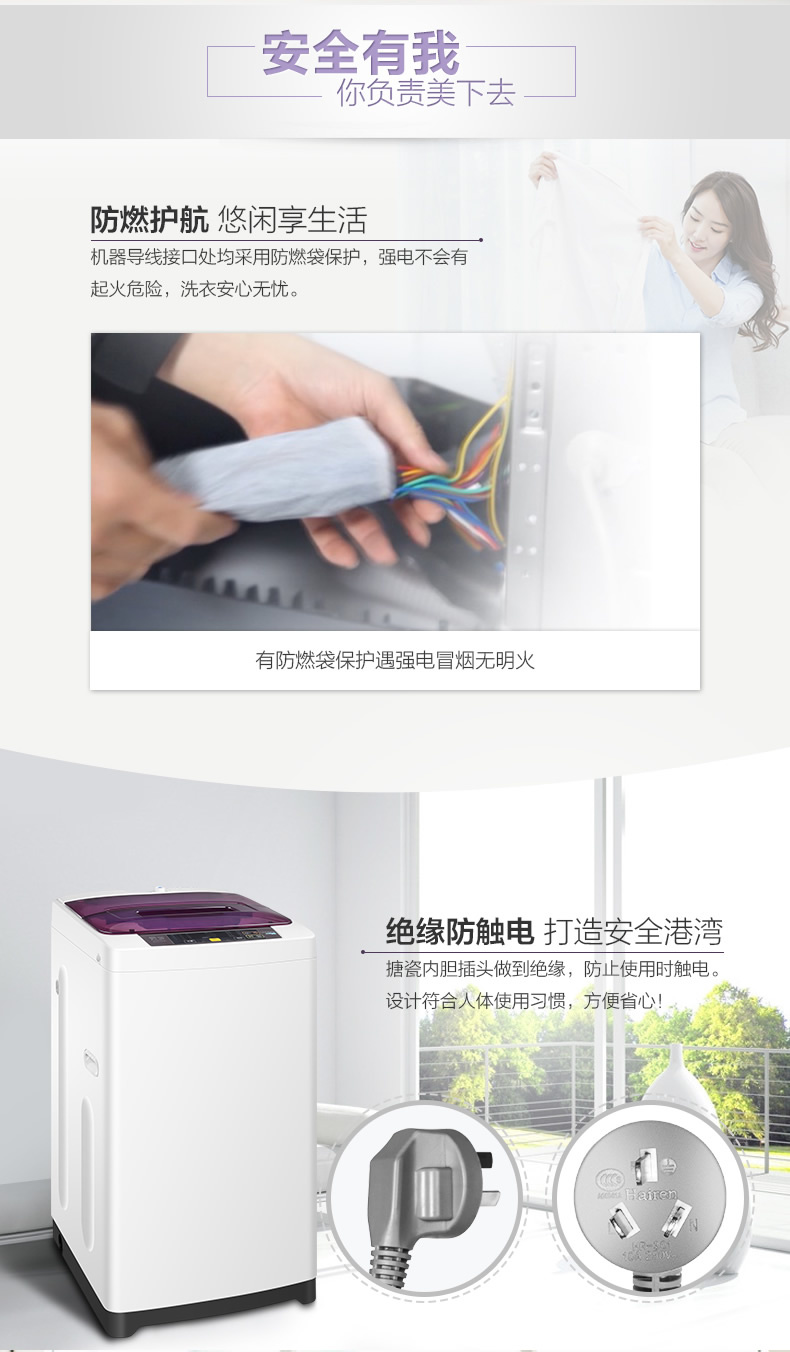 安全有我
你负责美下去
防燃护航 悠闲享生活
机器导线接口处均采用防燃袋保护，强电不会有
起火危险，洗衣安心无忧。
有防燃袋保护遇强电冒烟无明火
绝缘防触电 打造安全港湾
搪瓷内胆插头做到绝缘，防止使用时触电。
设计符合人体使用习惯，方便省心！
Hairen
N